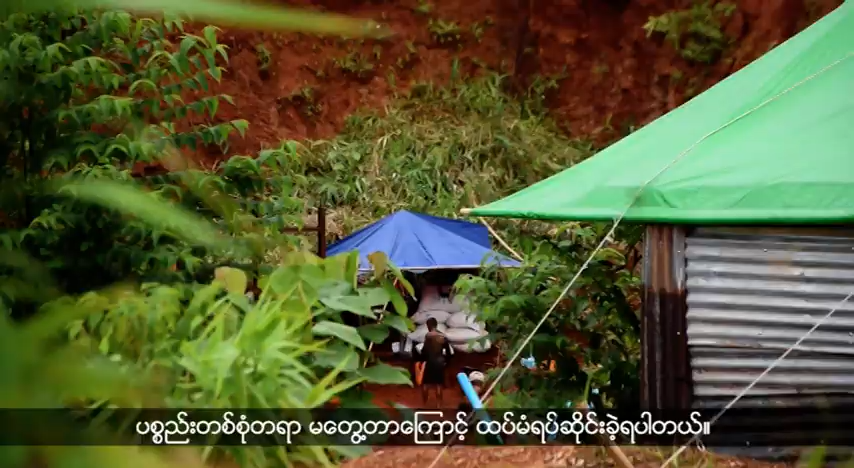 ပစ္စည်းတစ်စုံတရာ မတွေ့တာကြောင့် ထပ်မံရပ်ဆိုင်းခဲ့ရပါတယ်။